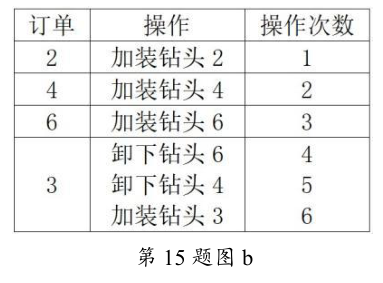 订单 操作 操作次数
2 加装钻头 2 1
4 加装钻头 4 2
6 加装钻头 6 3
卸下钻头 6 4
3 卸下钻头 4 5
加装钻头 3 6
第 15 题图 b